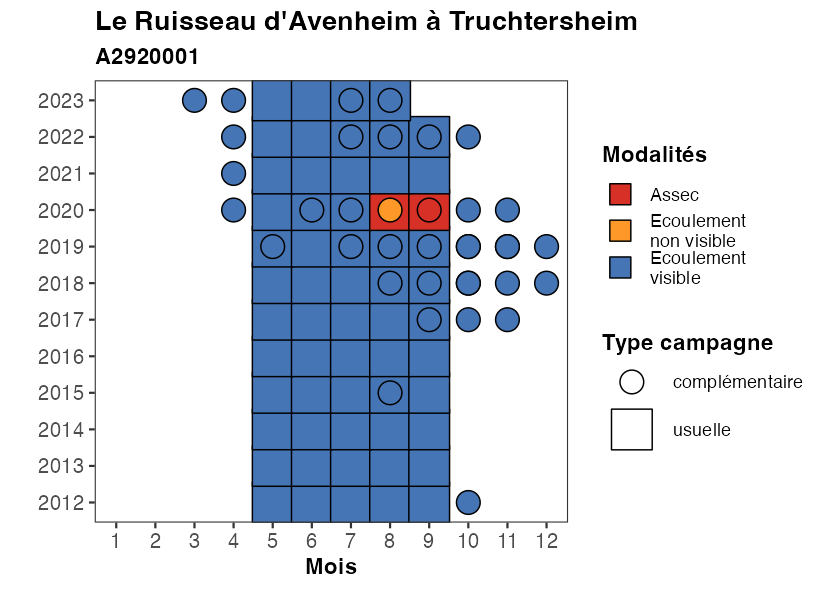 Le Ruisseau d'Avenheim à Truchtersheim
A2920001
2023
2022
2021
2020
2019
2018
2017
2016
2015
2014
2013
2012
1 2 3 4 5 6 7 8 9 10 11 12
Mois
Modalités
Assec
Ecoulement
non visible
Ecoulement
visible
Type campagne
complémentaire
usuelle